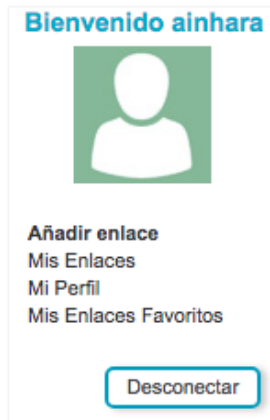 Bienvenido ainhara
Añadir enlace
Mis Enlaces
Mi Perfil
Mis Enlaces Favoritos
Desconectar